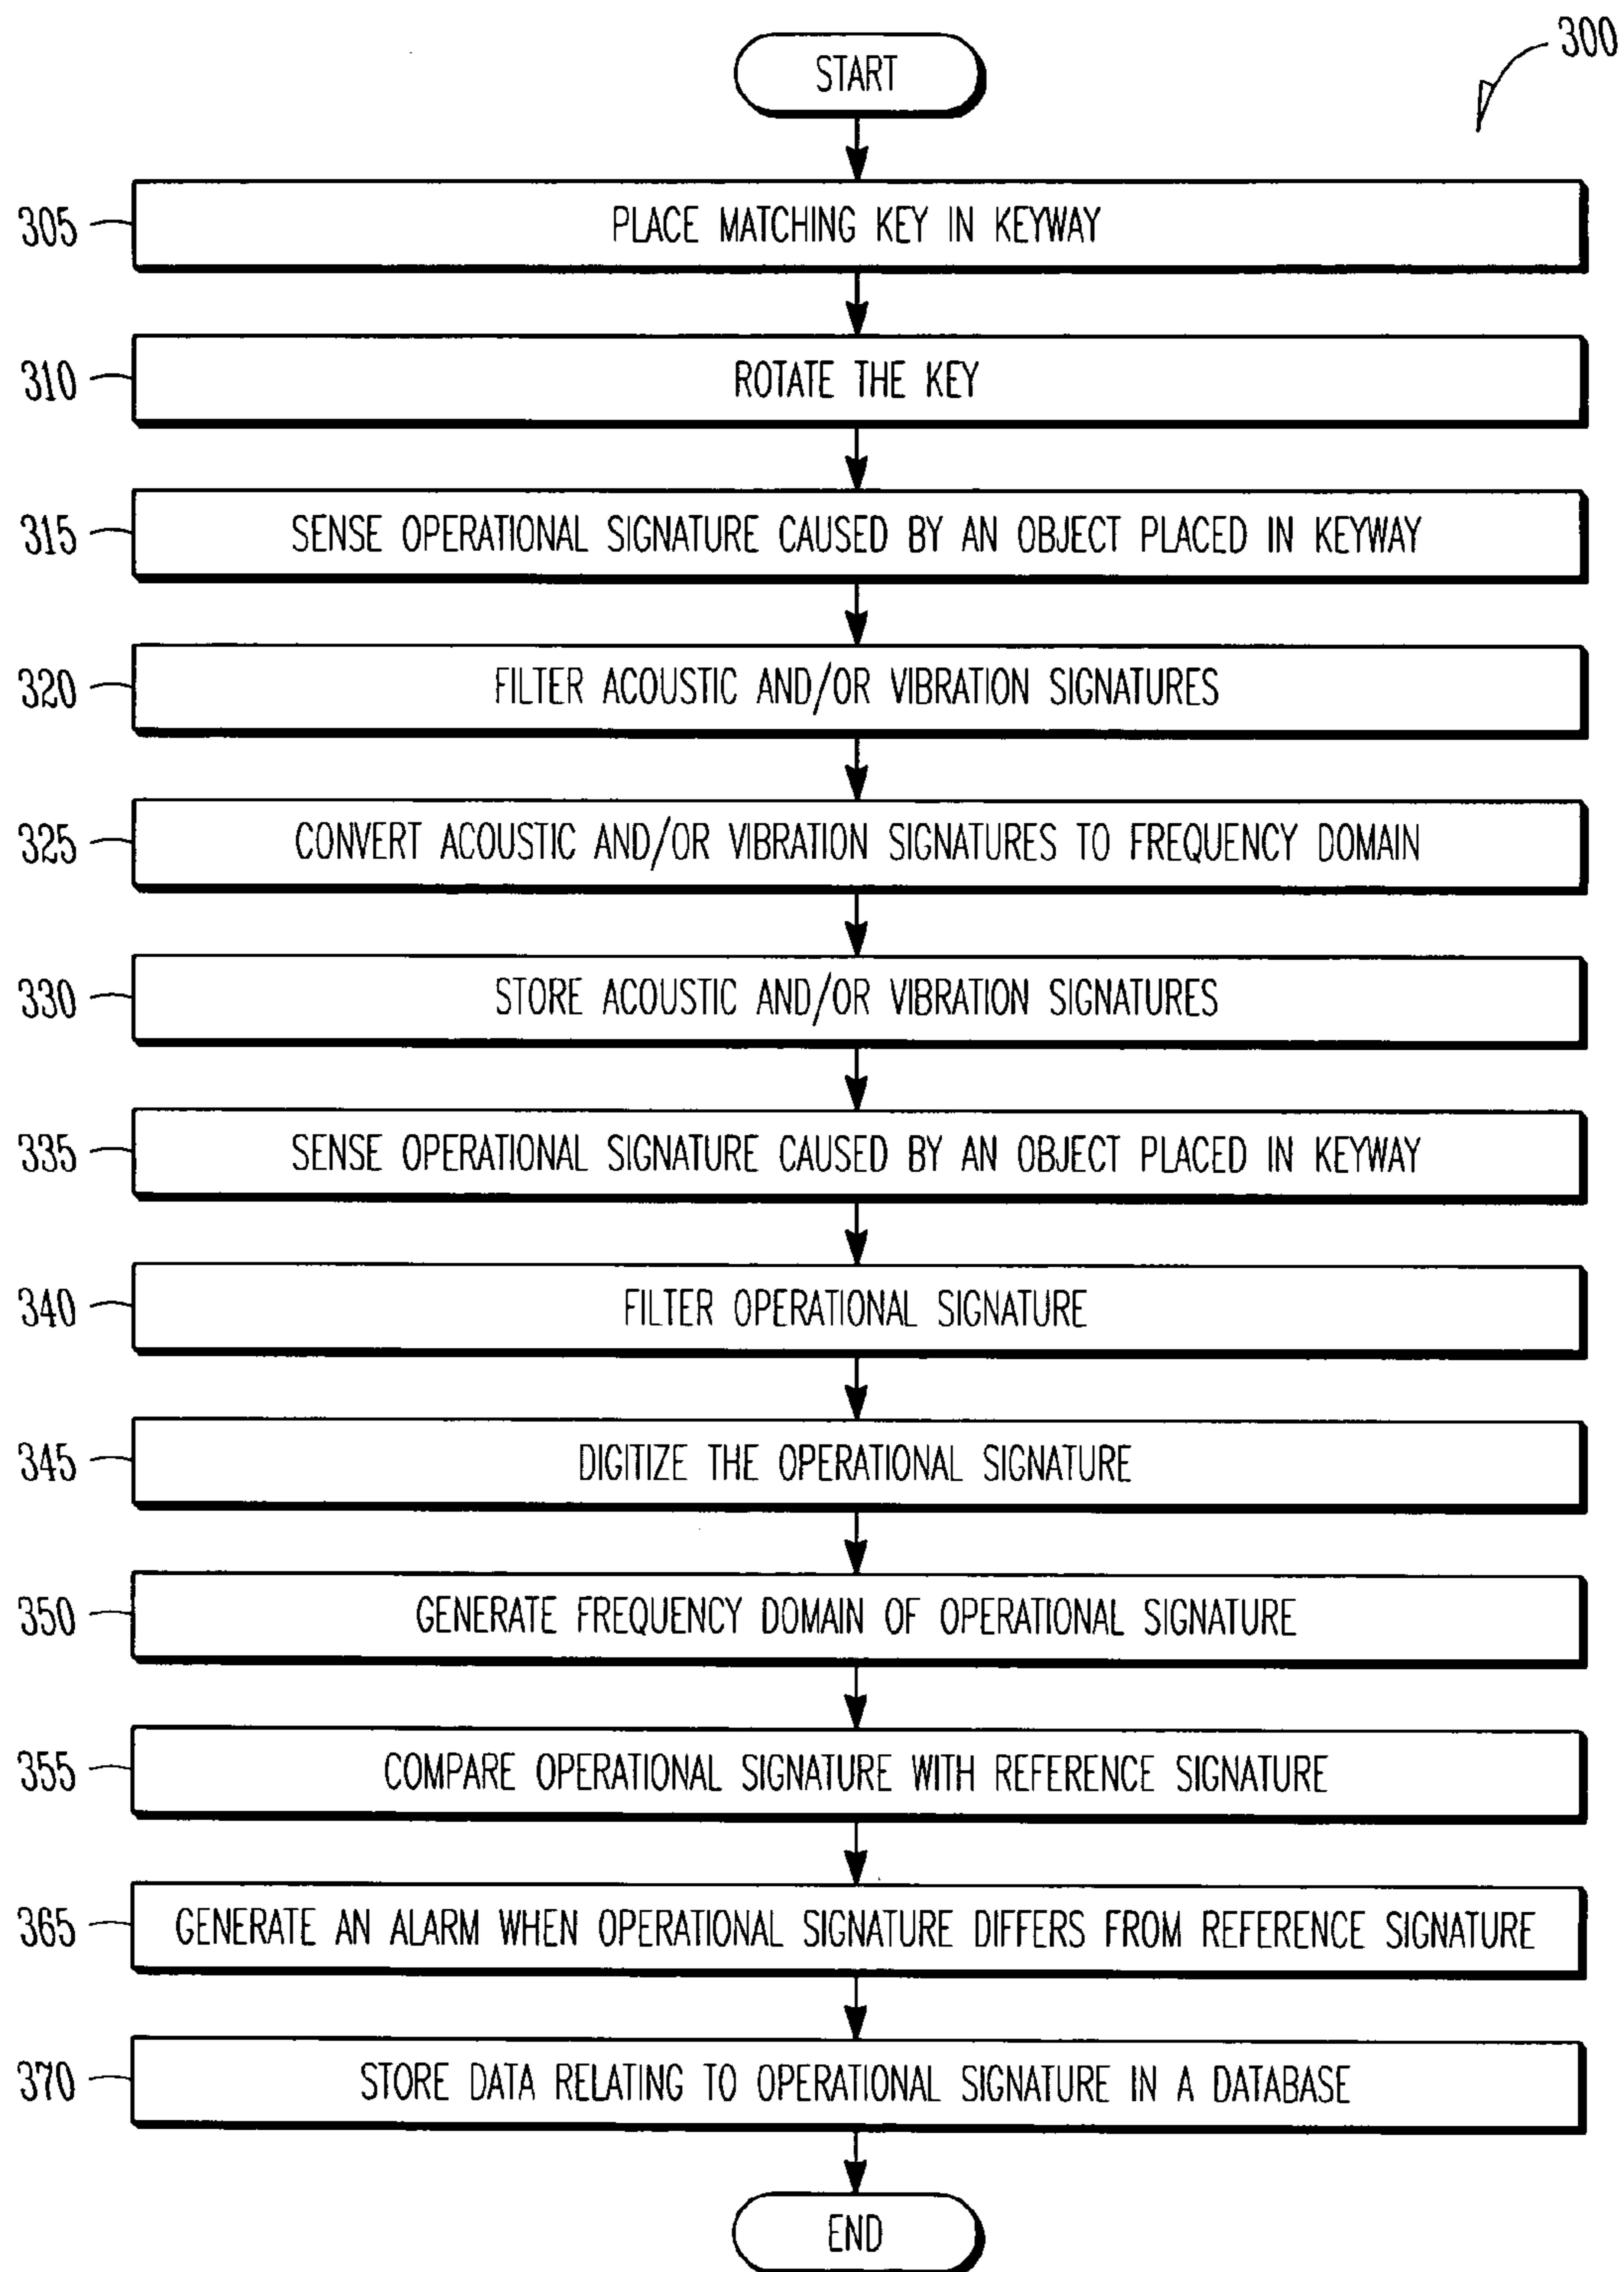 300
START
305 PLACE MATCHING KEY IN KEYWAY
310 ROTATE THE KEY
315 SENSE OPERATIONAL SIGNATURE CAUSED BY AN OBJECT PLACED IN KEYWAY
320 FILTER ACOUSTIC AND/OR VIBRATION SIGNATURES
325 CONVERT ACOUSTIC AND/OR VIBRATION SIGNATURES TO FREQUENCY DOMAIN
330 STORE ACOUSTIC AND/OR VIBRATION SIGNATURES
335 SENSE OPERATIONAL SIGNATURE CAUSED BY AN OBJECT PLACED IN KEYWAY
340 FILTER OPERATIONAL SIGNATURE
345 DIGITIZE THE OPERATIONAL SIGNATURE
350 GENERATE FREQUENCY DOMAIN OF OPERATIONAL SIGNATURE
355 COMPARE OPERATIONAL SIGNATURE WITH REFERENCE SIGNATURE
365 GENERATE AN ALARM WHEN OPERATIONAL SIGNATURE DIFFERS FROM REFERENCE SIGNATURE
370 STORE DATA RELATING TO OPERATIONAL SIGNATURE IN A DATABASE
END